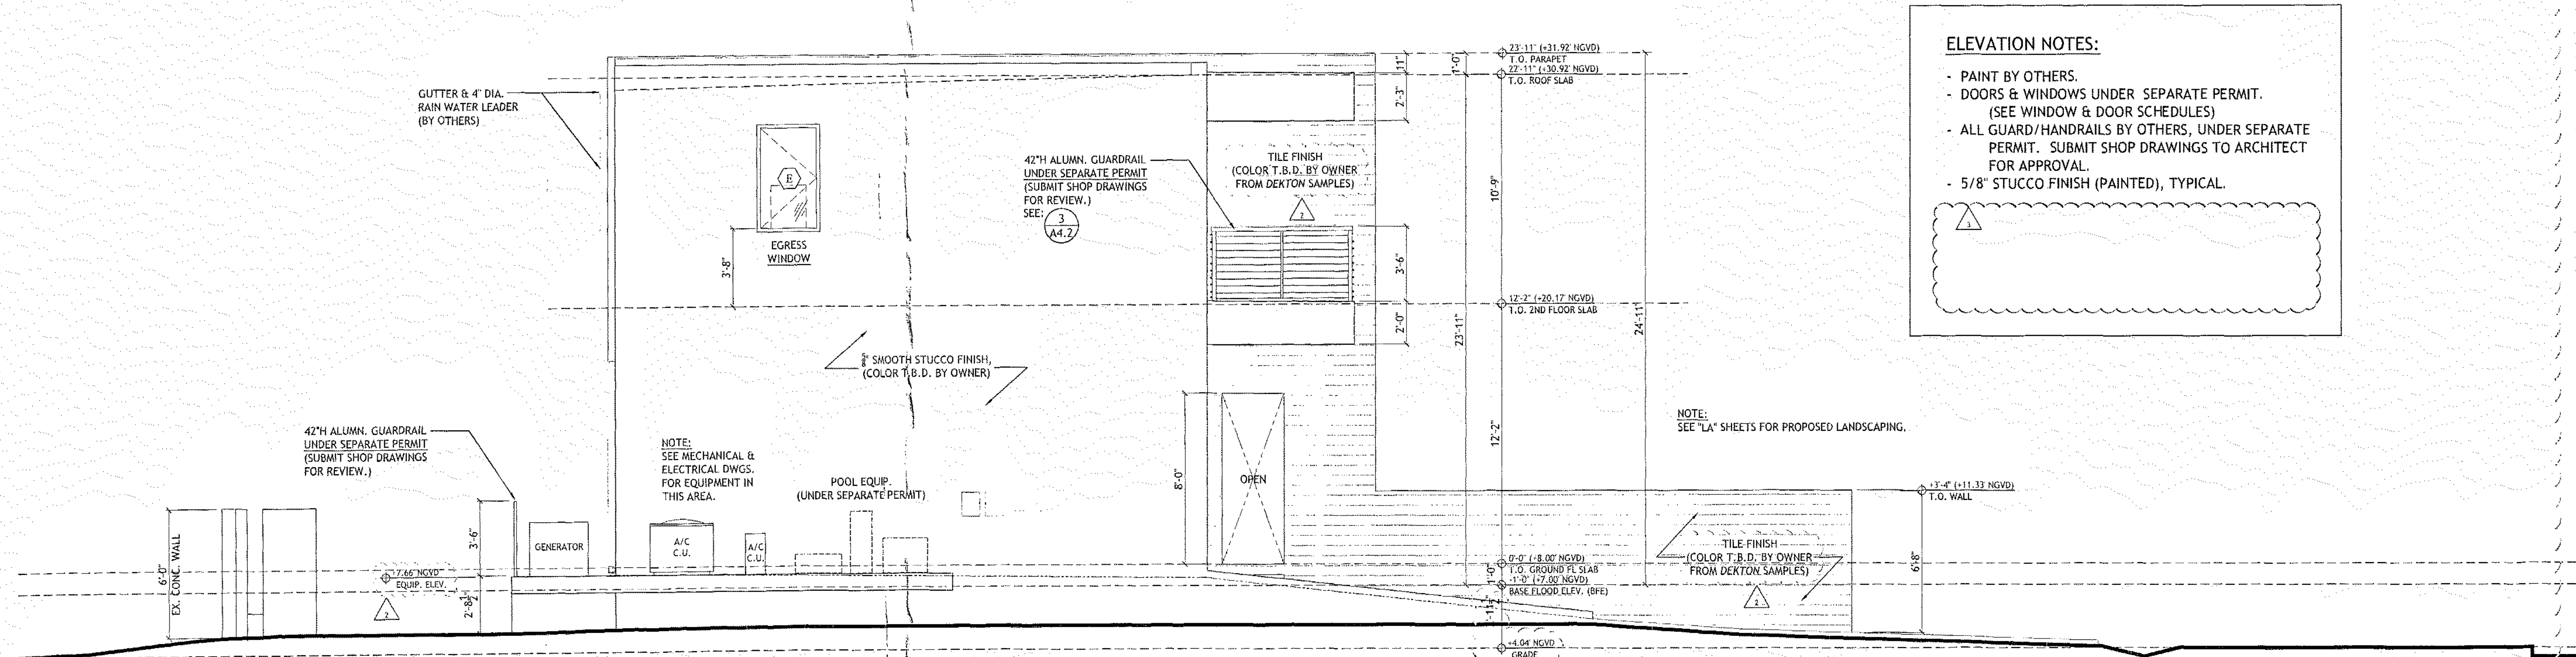 GUTTER & 4" DIA.
RAIN WATER LEADER
(BY OTHERS)
E
EGRESS
WINDOW
3'-8"
42"H ALUMN. GUARDRAIL
UNDER SEPARATE PERMIT
(SUBMIT SHOP DRAWINGS
FOR REVIEW.)
SEE:
3
A4.2
TILE FINISH
(COLOR T.B.D. BY OWNER
FROM DEKTON SAMPLES)
2
11"
2'-3"
3'-6"
2'-0"
1'-0"
23'-11"
10'-9"
12'-2"
24'-11"
23'-11" (+31.92' NGVD)
T.O. PARAPET
22'-11" (+30.92' NGVD)
T.O. ROOF SLAB
12'-2" (+20.17' NGVD)
T.O. 2ND FLOOR SLAB
5/8" SMOOTH STUCCO FINISH,
(COLOR T.B.D. BY OWNER)
42"H ALUMN. GUARDRAIL
UNDER SEPARATE PERMIT
(SUBMIT SHOP DRAWINGS
FOR REVIEW.)
NOTE:
SEE MECHANICAL &
ELECTRICAL DWGS.
FOR EQUIPMENT IN
THIS AREA.
POOL EQUIP.
(UNDER SEPARATE PERMIT)
8'-0"
OPEN
6'-0"
EX. CONC. WALL
3'-6"
GENERATOR
A/C
C.U.
A/C
C.U.
+7.66' NGVD
EQUIP. ELEV.
2
0'-0" (+8.00' NGVD)
T.O. GROUND FL SLAB
-1'-0" (+7.00' NGVD)
BASE FLOOD ELEV. (BFE)
1'-0"
+4.04' NGVD
GRADE
NOTE:
SEE "LA" SHEETS FOR PROPOSED LANDSCAPING.
+3'-4" (+11.33' NGVD)
T.O. WALL
TILE FINISH
(COLOR T.B.D. BY OWNER
FROM DEKTON SAMPLES)
2
6'-8"
ELEVATION NOTES:
- PAINT BY OTHERS.
- DOORS & WINDOWS UNDER SEPARATE PERMIT.
(SEE WINDOW & DOOR SCHEDULES)
- ALL GUARD/HANDRAILS BY OTHERS, UNDER SEPARATE
PERMIT. SUBMIT SHOP DRAWINGS TO ARCHITECT
FOR APPROVAL.
- 5/8" STUCCO FINISH (PAINTED), TYPICAL.
3